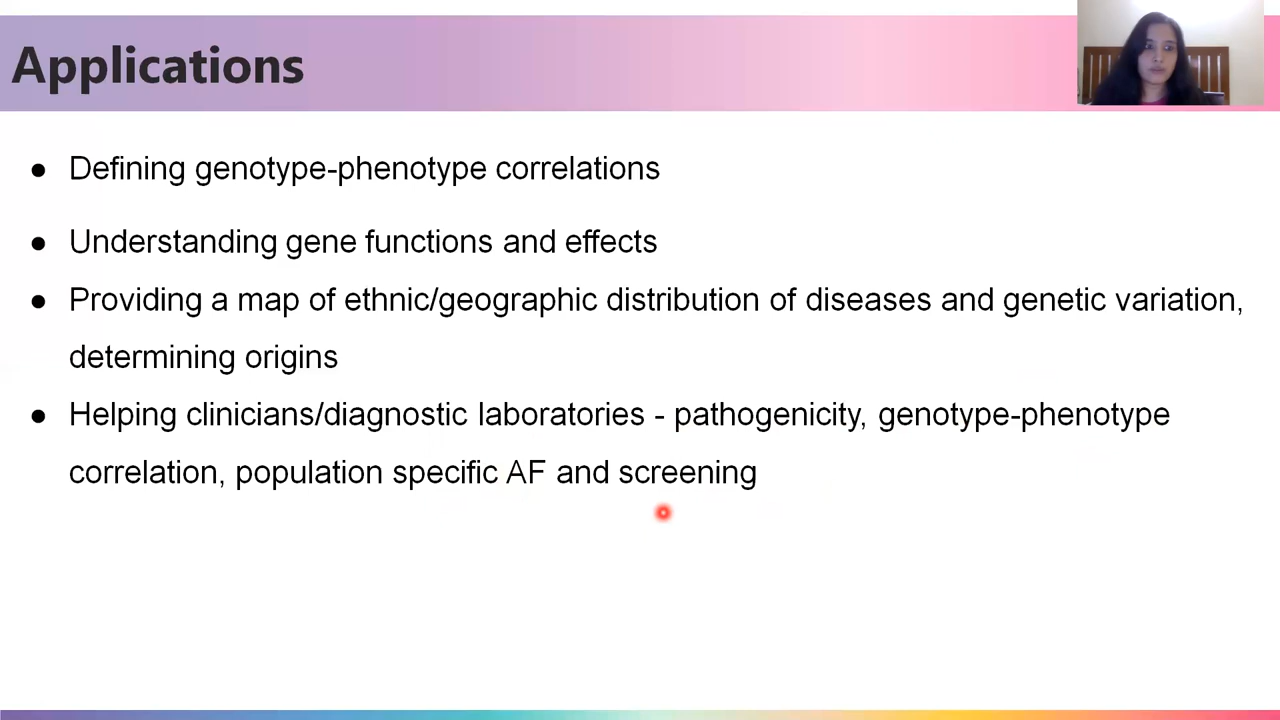 Applications
● Defining genotype-phenotype correlations
● Understanding gene functions and effects
● Providing a map of ethnic/geographic distribution of diseases and genetic variation,
determining origins
● Helping clinicians/diagnostic laboratories - pathogenicity, genotype-phenotype
correlation, population specific AF and screening